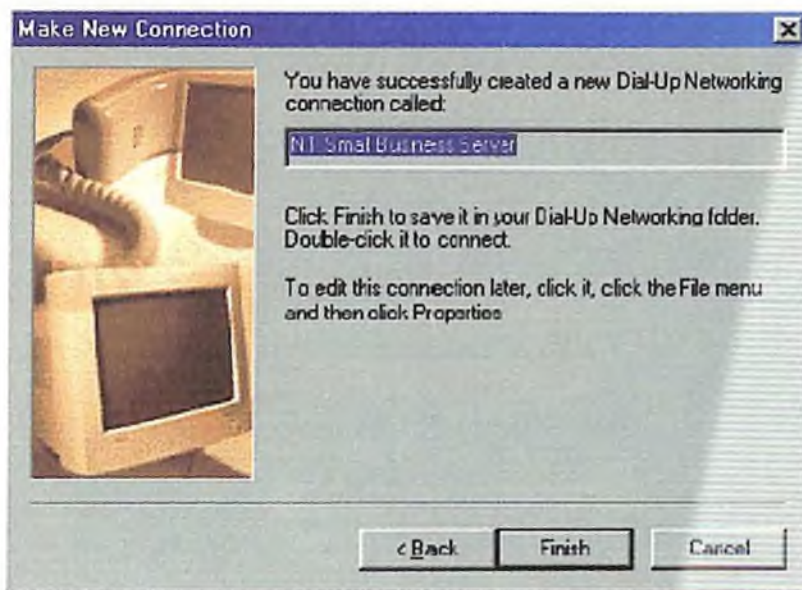 Make New Connection
You have successfully created a new Dial-Up Networking
connection called:
NT Small Business Server
Click Finish to save it in your Dial-Up Networking folder.
Double-click it to connect.
To edit this connection later, click it, click the File menu
and then click Properties
< Back
Finish
Cancel